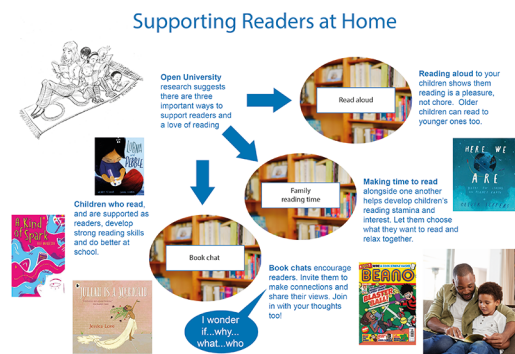 Supporting Readers at Home
Open University
research suggests
there are three
important ways to
support readers and
a love of reading
Read aloud
Reading aloud to your
children shows them
reading is a pleasure,
not chore. Older
children can read to
younger ones too.
Family
reading time
Making time to read
alongside one another
helps develop children's
reading stamina and
interest. Let them choose
what they want to read and
relax together.
HERE WE
ARE
Children who read,
and are supported as
readers, develop
strong reading skills
and do better at
school.
A Kind
of
Spark
Book chat
Book chats encourage
readers. Invite them to
make connections and
share their views. Join
in with your thoughts
too!
I wonder
if...why...
what...who
JULIAN IS A MERMAID
Jessica Love
BEANO